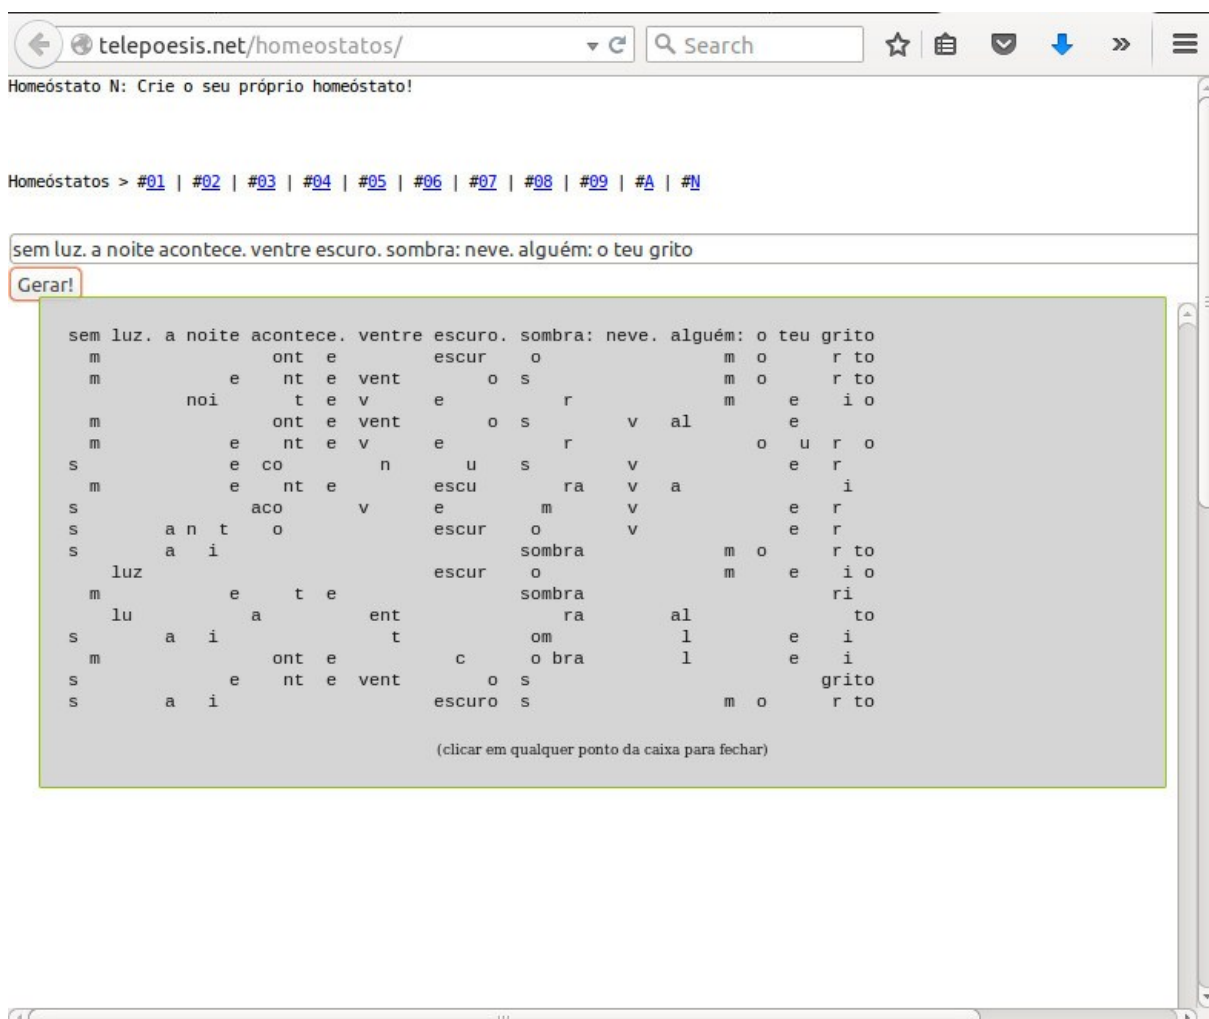 telepoesis.net/homeostatos/ Search
Homeóstato N: Crie o seu próprio homeóstato!
Homeóstatos > #01 | #02 | #03 | #04 | #05 | #06 | #07 | #08 | #09 | #A | #N
sem luz. a noite acontece. ventre escuro. sombra: neve. alguém: o teu grito
Gerar!
sem luz. a noite acontece. ventre escuro. sombra: neve. alguém: o teu grito
m ont e escur o m o r to
m e nt e vent o s m o r to
noi t e v e r m e i o
m ont e vent o s v al e
m e nt e v e r o u r o
s e co n u s v e r
m e nt e escu ra v a i
s aco v e m v e r
s a n t o escur o v e r
s a i sombra m o r to
luz escur o m e i o
m e t e sombra ri
lu a ent ra al to
s a i t om l e i
m ont e c o bra l e i
s e nt e vent o s grito
s a i escuro s m o r to
(clicar em qualquer ponto da caixa para fechar)